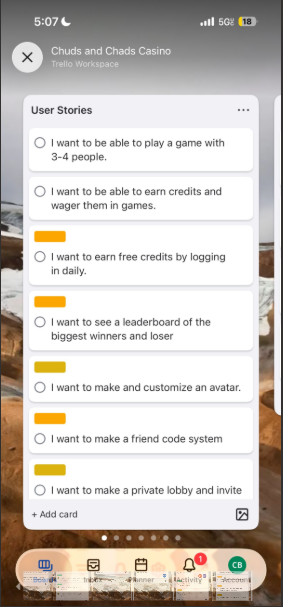 5:07
5G 18
Chuds and Chads Casino
Trello Workspace
User Stories
I want to be able to play a game with
3-4 people.
I want to be able to earn credits and
wager them in games.
I want to earn free credits by logging
in daily.
I want to see a leaderboard of the
biggest winners and loser
I want to make and customize an avatar.
I want to make a friend code system
I want to make a private lobby and invite
+ Add card
1
CB
Inbox Planner Activity Account